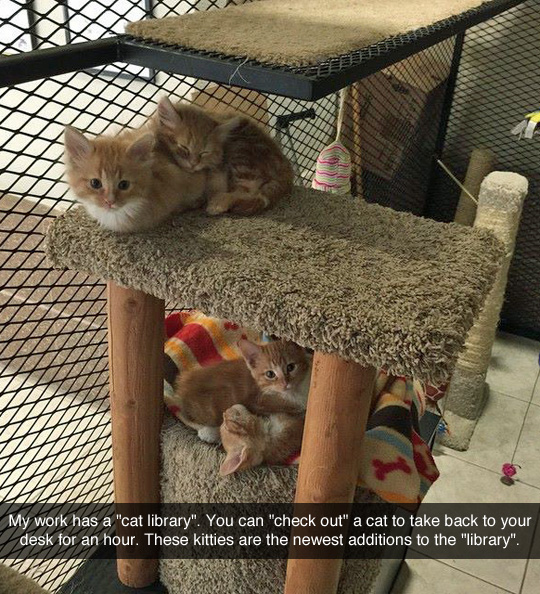 My work has a "cat library". You can "check out" a cat to take back to your
desk for an hour. These kitties are the newest additions to the "library".